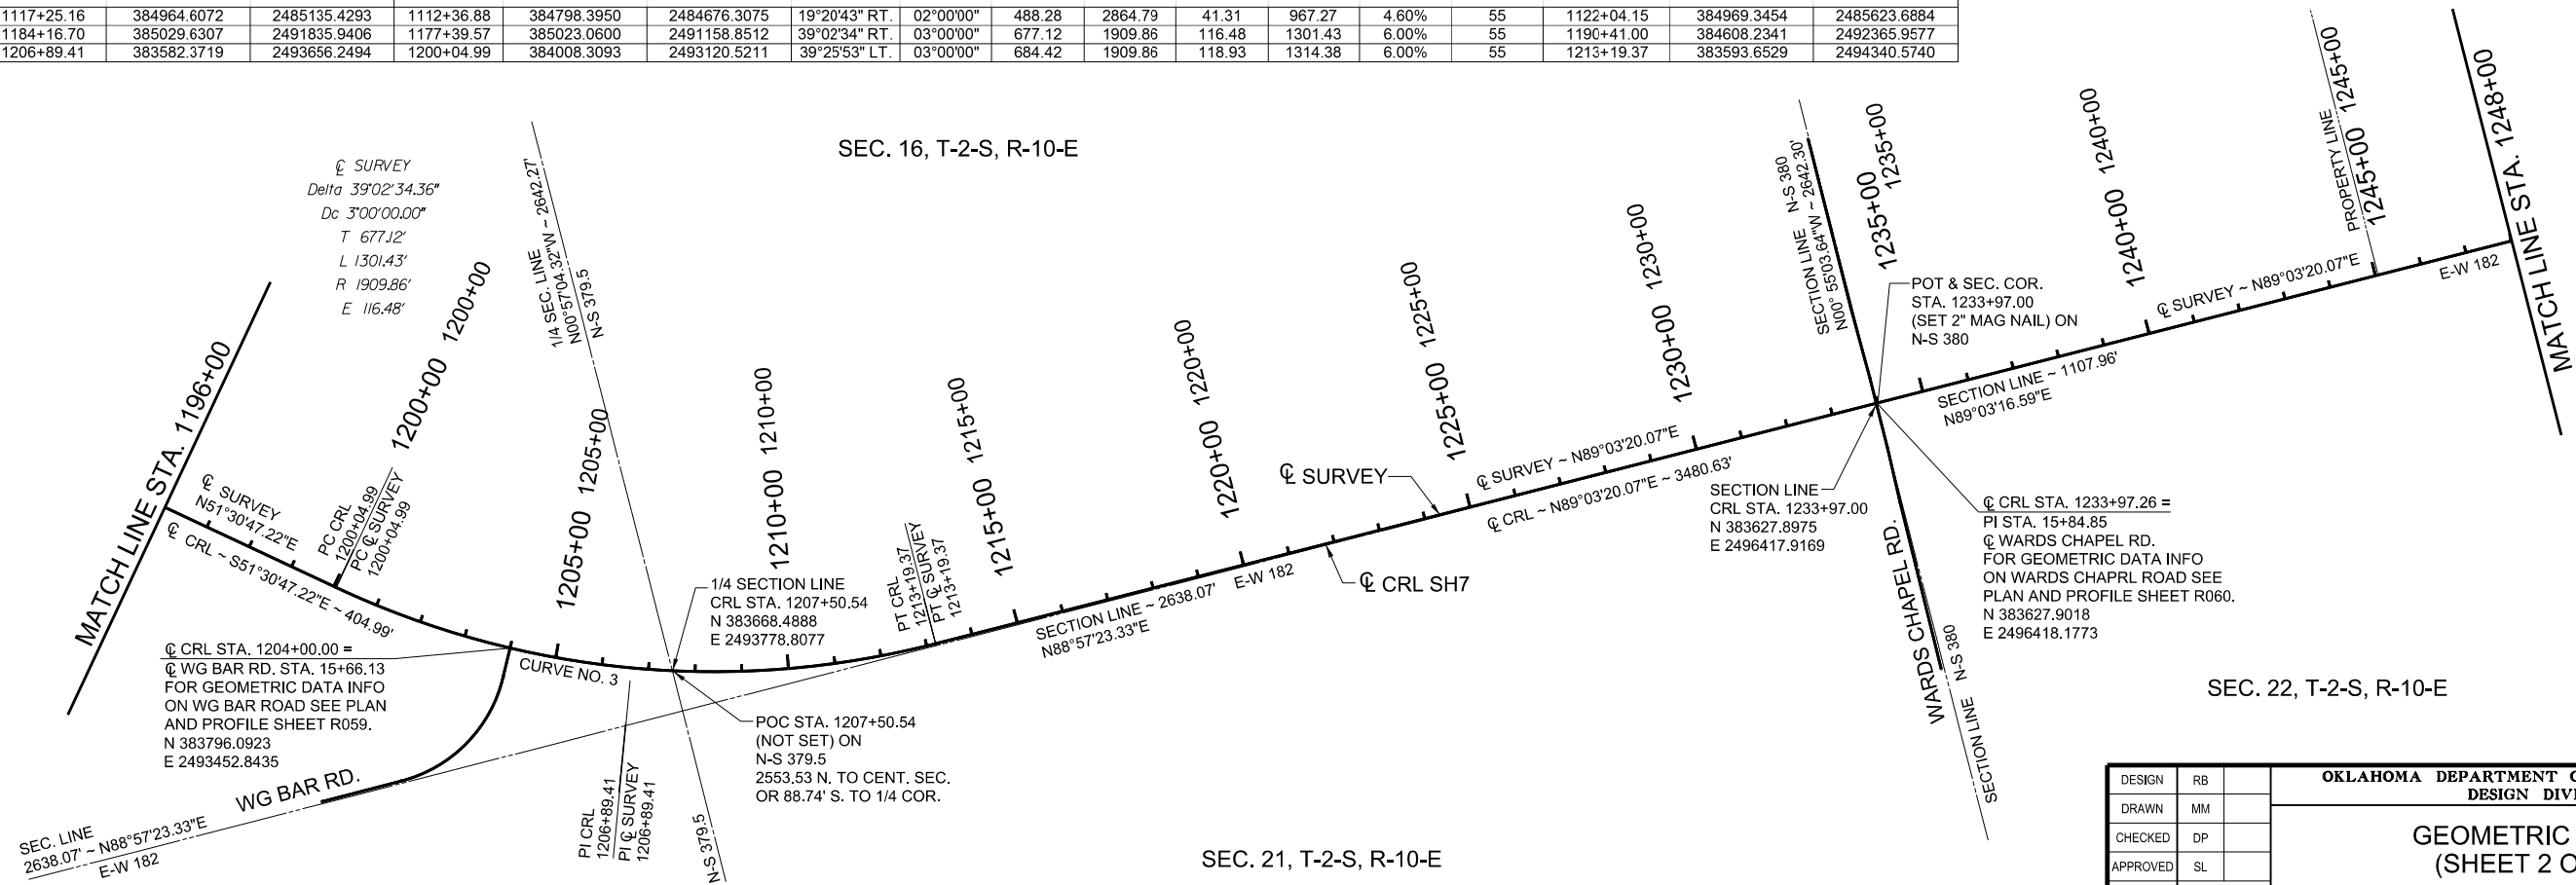 1117+25.16 384964.6072 2485135.4293 1112+36.88 384798.3950 2484676.3075 19°20'43" RT. 02°00'00" 488.28 2864.79 41.31 967.27 4.60% 55 1122+04.15 384969.3454 2485623.6884
1184+16.70 385029.6307 2491835.9406 1177+39.57 385023.0600 2491158.8512 39°02'34" RT. 03°00'00" 677.12 1909.86 116.48 1301.43 6.00% 55 1190+41.00 384608.2341 2492365.9577
1206+89.41 383582.3719 2493656.2494 1200+04.99 384008.3093 2493120.5211 39°25'53" LT. 03°00'00" 684.42 1909.86 118.93 1314.38 6.00% 55 1213+19.37 383593.6529 2494340.5740
SEC. 16, T-2-S, R-10-E
℄ SURVEY
Delta 39°02'34.36"
Dc 3°00'00.00"
T 677.12'
L 1301.43'
R 1909.86'
E 116.48'
MATCH LINE STA. 1196+00
℄ SURVEY
N51°30'47.22"E
℄ CRL ~ S51°30'47.22"E ~ 404.99'
PC CRL
1200+04.99
PC ℄ SURVEY
1200+04.99
1200+00 1200+00
1/4 SEC. LINE
N00°57'04.32"W ~ 2642.27'
N-S 379.5
1205+00 1205+00
1210+00 1210+00
1215+00 1215+00
1220+00 1220+00
1225+00 1225+00
1230+00 1230+00
1235+00 1235+00
1240+00 1240+00
1245+00 1245+00
PROPERTY LINE
MATCH LINE STA. 1248+00
SECTION LINE N-S 380
N00° 55'03.64"W ~ 2642.30'
POT & SEC. COR.
STA. 1233+97.00
(SET 2" MAG NAIL) ON
N-S 380
℄ SURVEY ~ N89°03'20.07"E
E-W 182
SECTION LINE ~ 1107.96'
N89°03'16.59"E
℄ SURVEY
℄ SURVEY ~ N89°03'20.07"E
℄ CRL ~ N89°03'20.07"E ~ 3480.63'
SECTION LINE
CRL STA. 1233+97.00
N 383627.8975
E 2496417.9169
℄ CRL STA. 1233+97.26 =
PI STA. 15+84.85
℄ WARDS CHAPEL RD.
FOR GEOMETRIC DATA INFO
ON WARDS CHAPRL ROAD SEE
PLAN AND PROFILE SHEET R060.
N 383627.9018
E 2496418.1773
℄ CRL SH7
E-W 182
SECTION LINE ~ 2638.07'
N88°57'23.33"E
PT CRL
1213+19.37
PT ℄ SURVEY
1213+19.37
1/4 SECTION LINE
CRL STA. 1207+50.54
N 383668.4888
E 2493778.8077
CURVE NO. 3
℄ CRL STA. 1204+00.00 =
℄ WG BAR RD. STA. 15+66.13
FOR GEOMETRIC DATA INFO
ON WG BAR ROAD SEE PLAN
AND PROFILE SHEET R059.
N 383796.0923
E 2493452.8435
POC STA. 1207+50.54
(NOT SET) ON
N-S 379.5
2553.53 N. TO CENT. SEC.
OR 88.74' S. TO 1/4 COR.
PI CRL
1206+89.41
PI ℄ SURVEY
1206+89.41
N-S 379.5
WG BAR RD.
SEC. LINE
2638.07' ~ N88°57'23.33"E
E-W 182
WARDS CHAPEL RD.
SECTION LINE N-S 380
SEC. 22, T-2-S, R-10-E
SEC. 21, T-2-S, R-10-E
DESIGN RB
DRAWN MM
CHECKED DP
APPROVED SL
OKLAHOMA DEPARTMENT O
DESIGN DIVI
GEOMETRIC
(SHEET 2 O